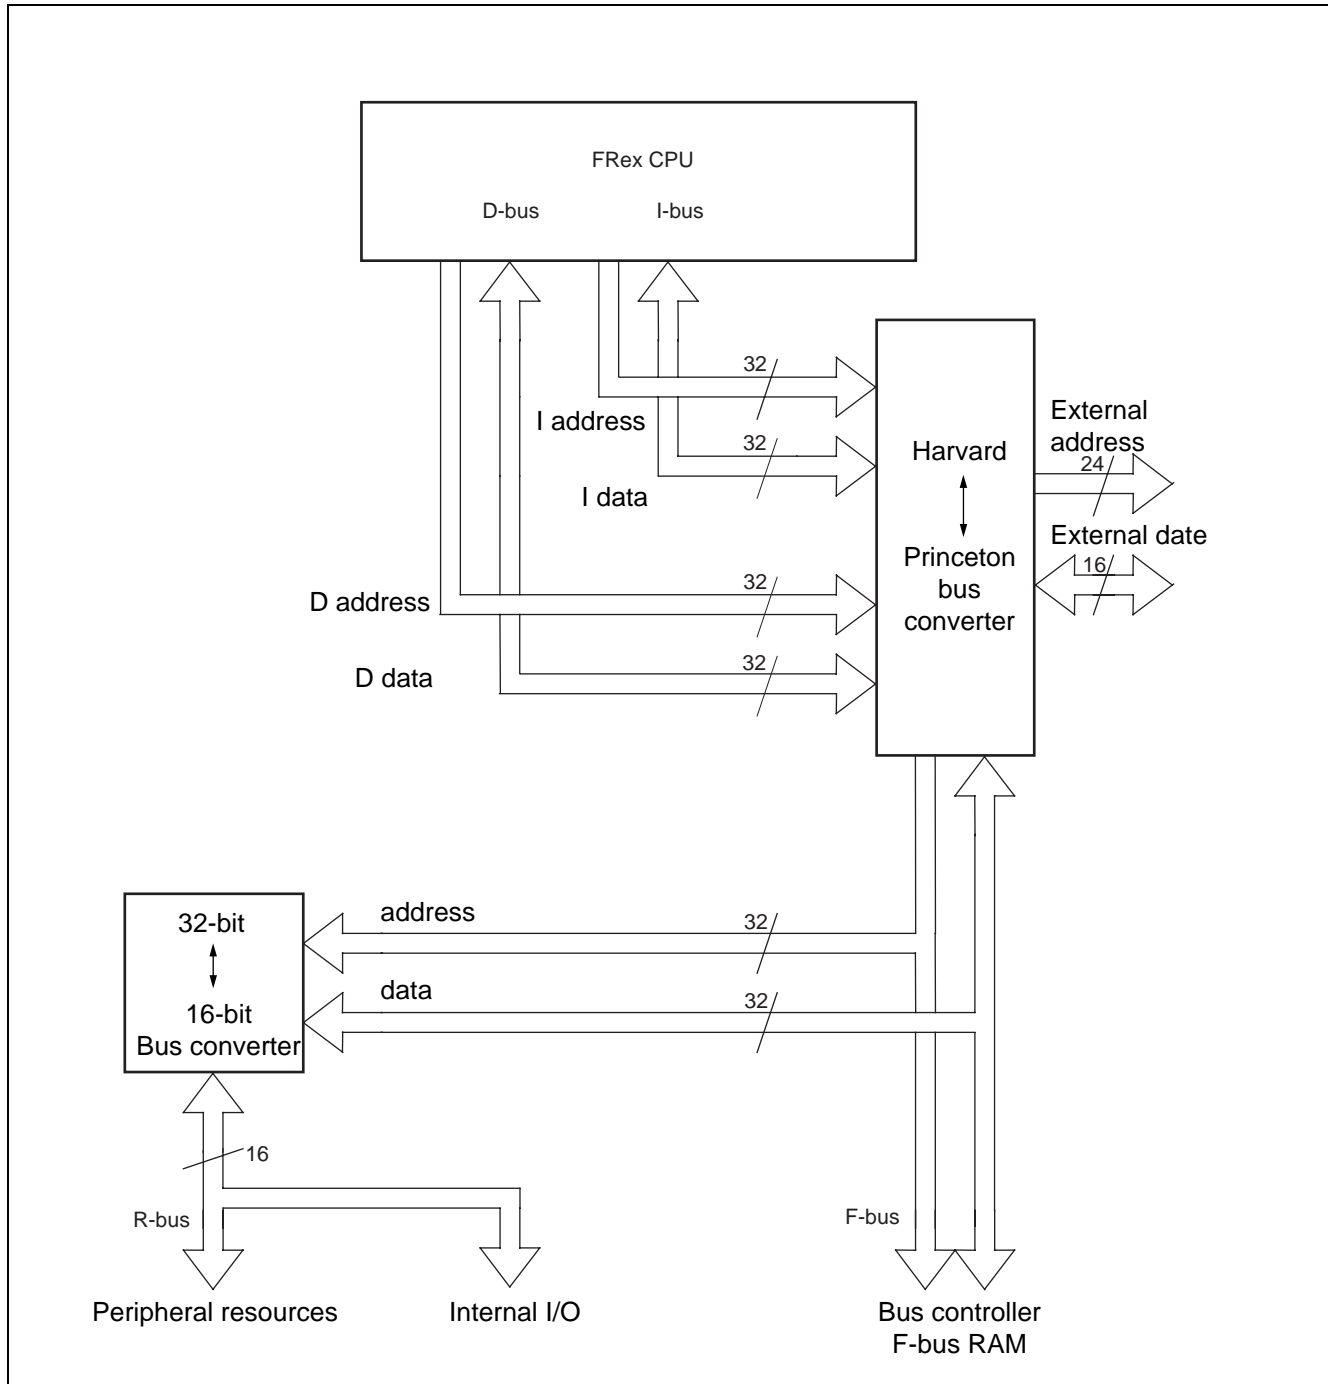 FRex CPU
D-bus
I-bus
32
I address
32
I data
Harvard
Princeton
bus
converter
External
address
24
External date
16
32
D address
32
D data
32-bit
16-bit
Bus converter
address
32
data
32
16
R-bus
F-bus
Peripheral resources
Internal I/O
Bus controller
F-bus RAM